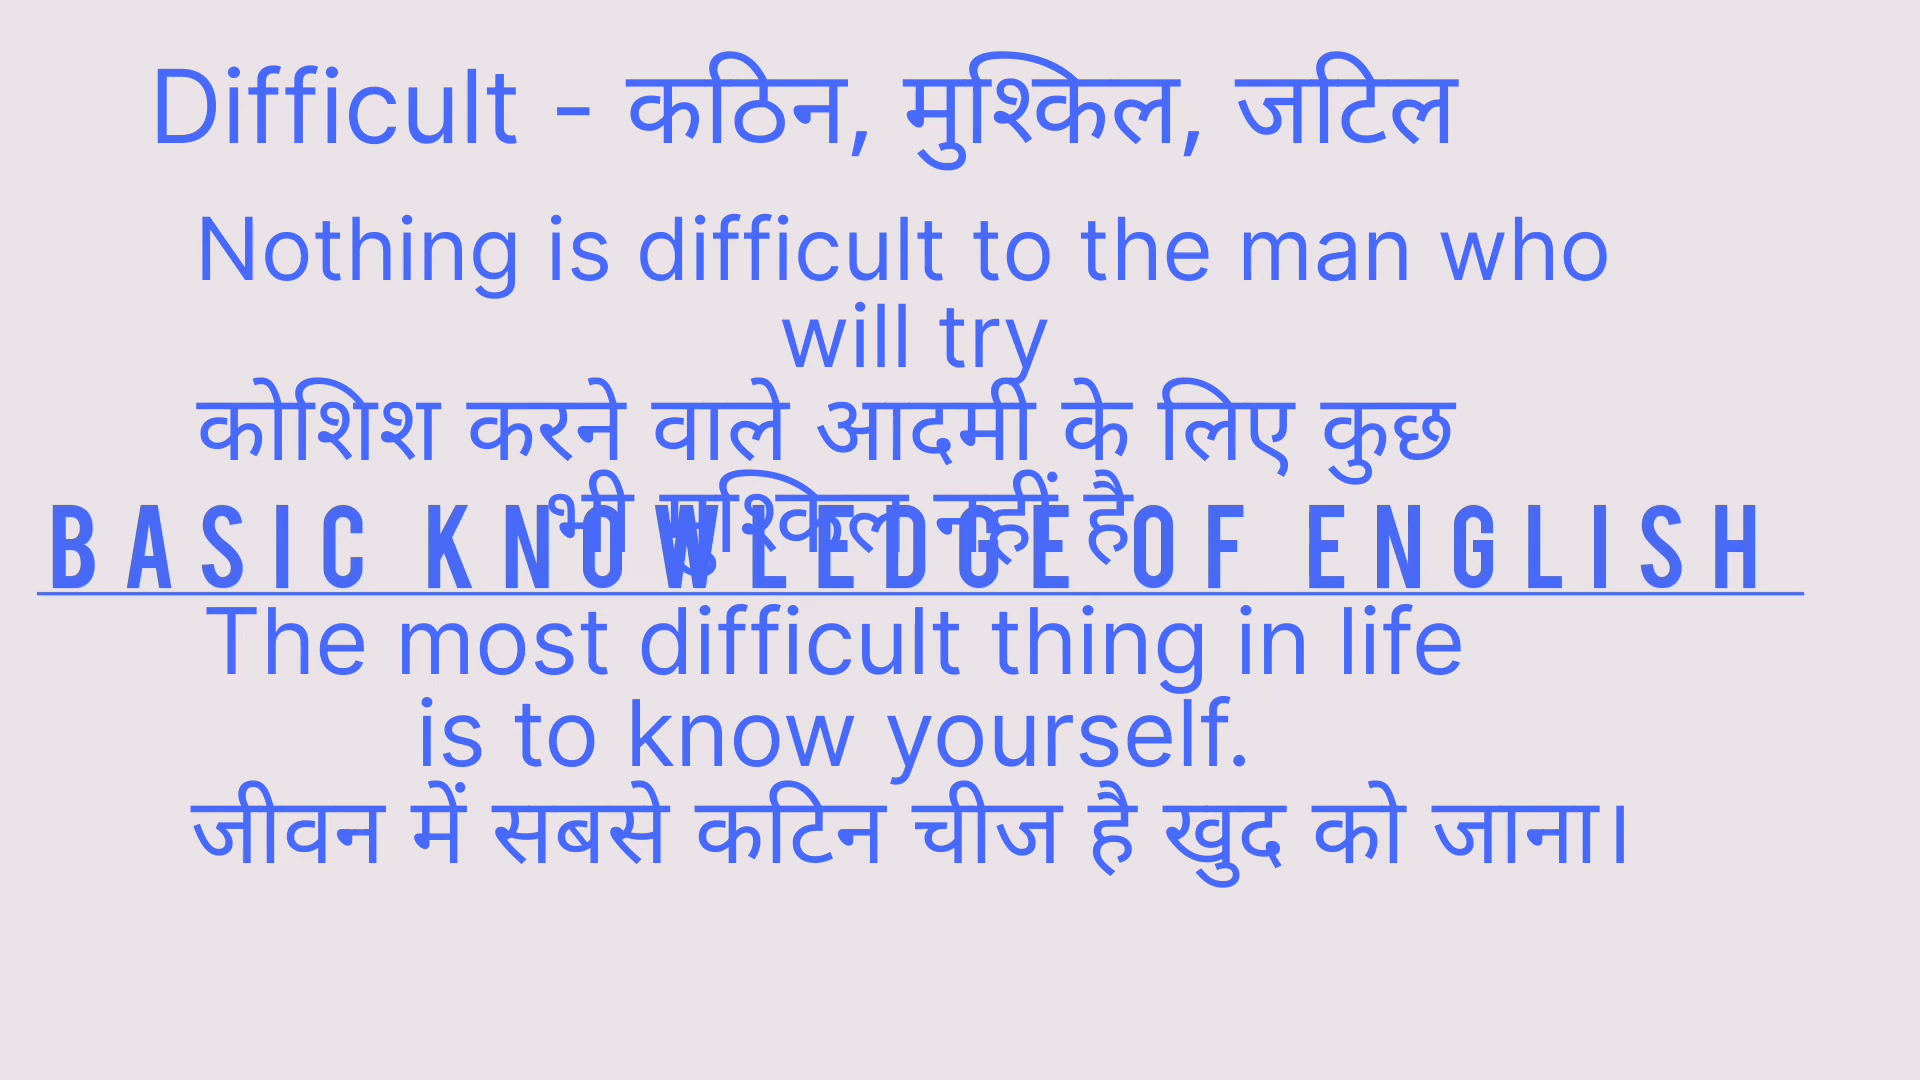 Difficult - कठिन, मुश्किल, जटिल
Nothing is difficult to the man who
will try
कोशिश करने वाले आदमी के लिए कुछ
भी मुश्किल नहीं है
BASIC KNOWLEDGE OF ENGLISH
The most difficult thing in life
is to know yourself.
जीवन में सबसे कटिन चीज है खुद को जाना।